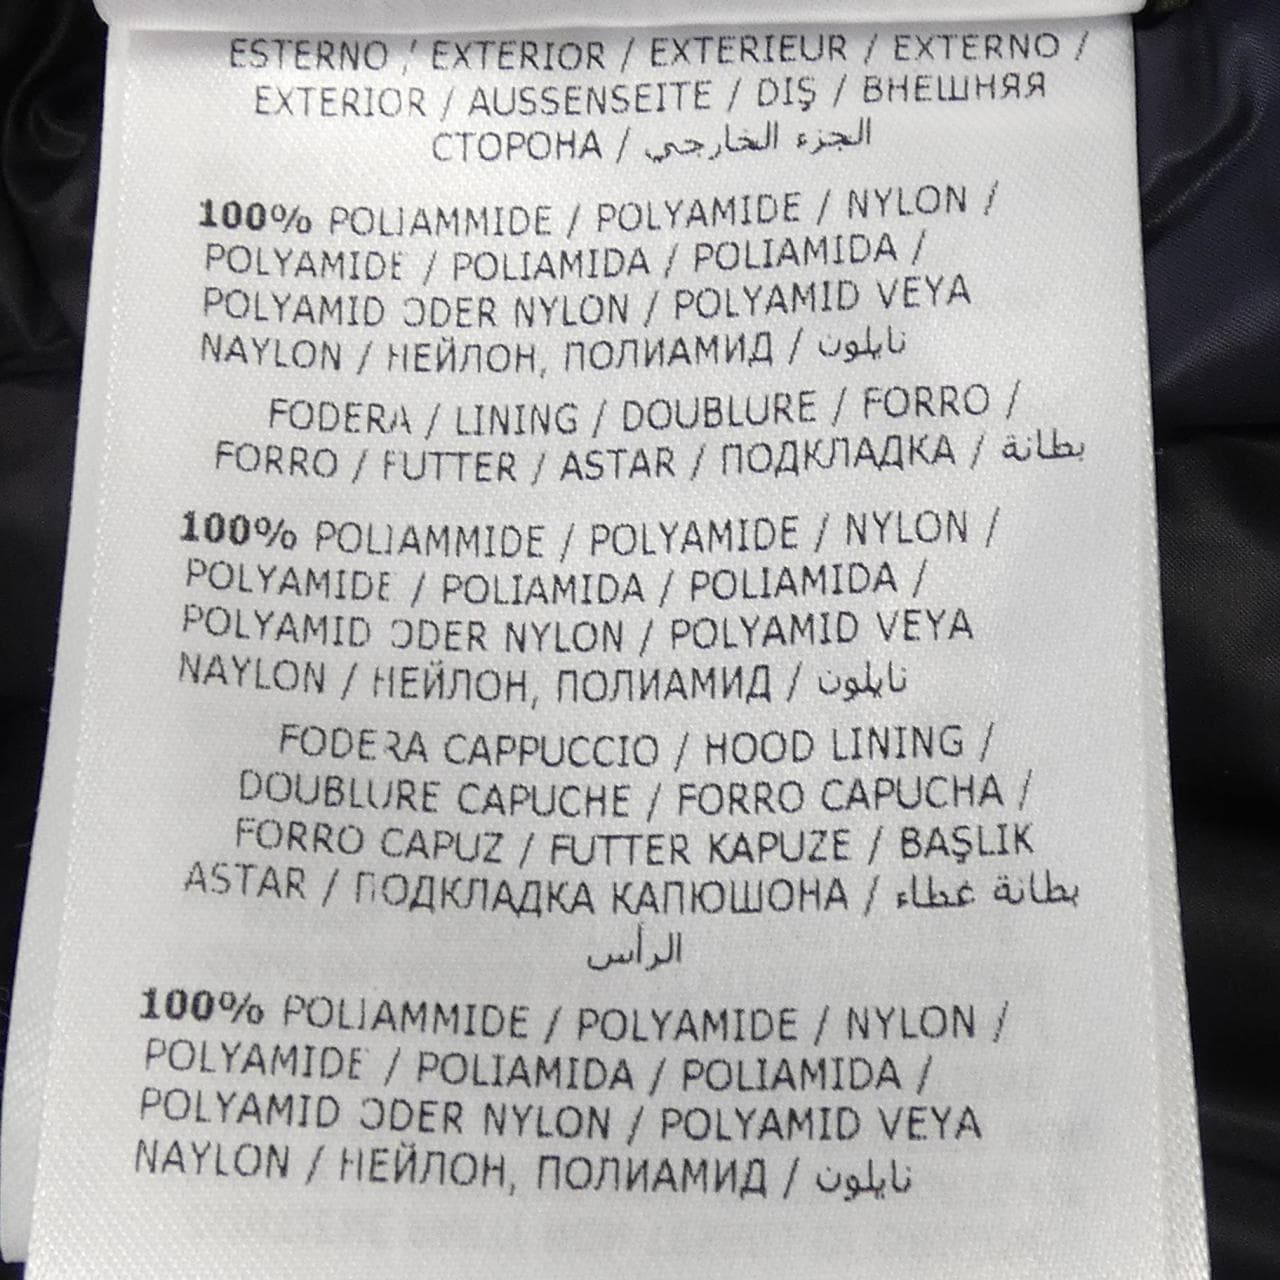 ESTERNO / EXTERIOR / EXTERIEUR / EXTERNO /
EXTERIOR / AUSSENSEITE / DIŞ / ВНЕШНЯЯ
СТОРОНА / الجزء الخارجي
100% POLIAMMIDE / POLYAMIDE / NYLON /
POLYAMIDE / POLIAMIDA / POLIAMIDA /
POLYAMID ODER NYLON / POLYAMID VEYA
NAYLON / НЕЙЛОН, ПОЛИАМИД / نايلون
FODERA / LINING / DOUBLURE / FORRO /
FORRO / FUTTER / ASTAR / ПОДКЛАДКА / بطانة
100% POLIAMMIDE / POLYAMIDE / NYLON /
POLYAMIDE / POLIAMIDA / POLIAMIDA /
POLYAMID ODER NYLON / POLYAMID VEYA
NAYLON / НЕЙЛОН, ПОЛИАМИД / نايلون
FODERA CAPPUCCIO / HOOD LINING /
DOUBLURE CAPUCHE / FORRO CAPUCHA /
FORRO CAPUZ / FUTTER KAPUZE / BAŞLIK
ASTAR / ПОДКЛАДКА КАПЮШОНА / بطانة غطاء
الرأس
100% POLIAMMIDE / POLYAMIDE / NYLON /
POLYAMIDE / POLIAMIDA / POLIAMIDA /
POLYAMID ODER NYLON / POLYAMID VEYA
NAYLON / НЕЙЛОН, ПОЛИАМИД / نايلون